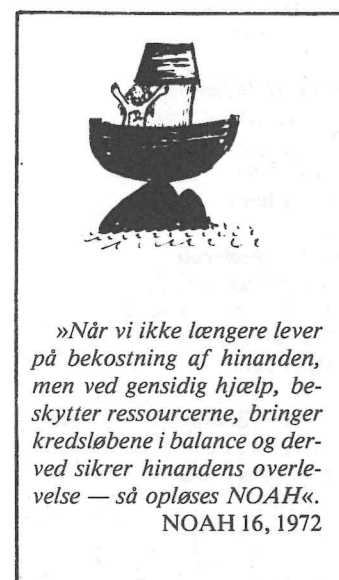 »Når vi ikke længere lever
på bekostning af hinanden,
men ved gensidig hjælp, be-
skytter ressourcerne, bringer
kredsløbene i balance og der-
ved sikrer hinandens overle-
velse — så opløses NOAH«.
NOAH 16, 1972